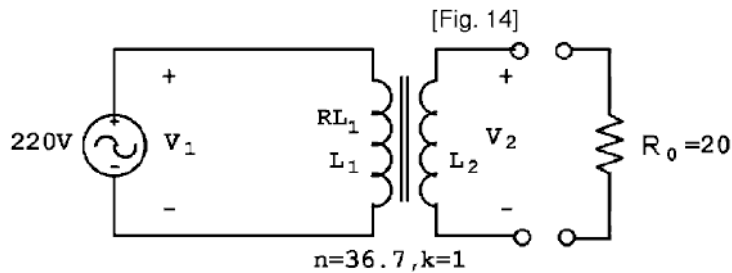 [Fig. 14]
+
+
220V
+
-
V₁
RL₁
L₁
L₂
V₂
R₀=20
-
-
n=36.7,k=1